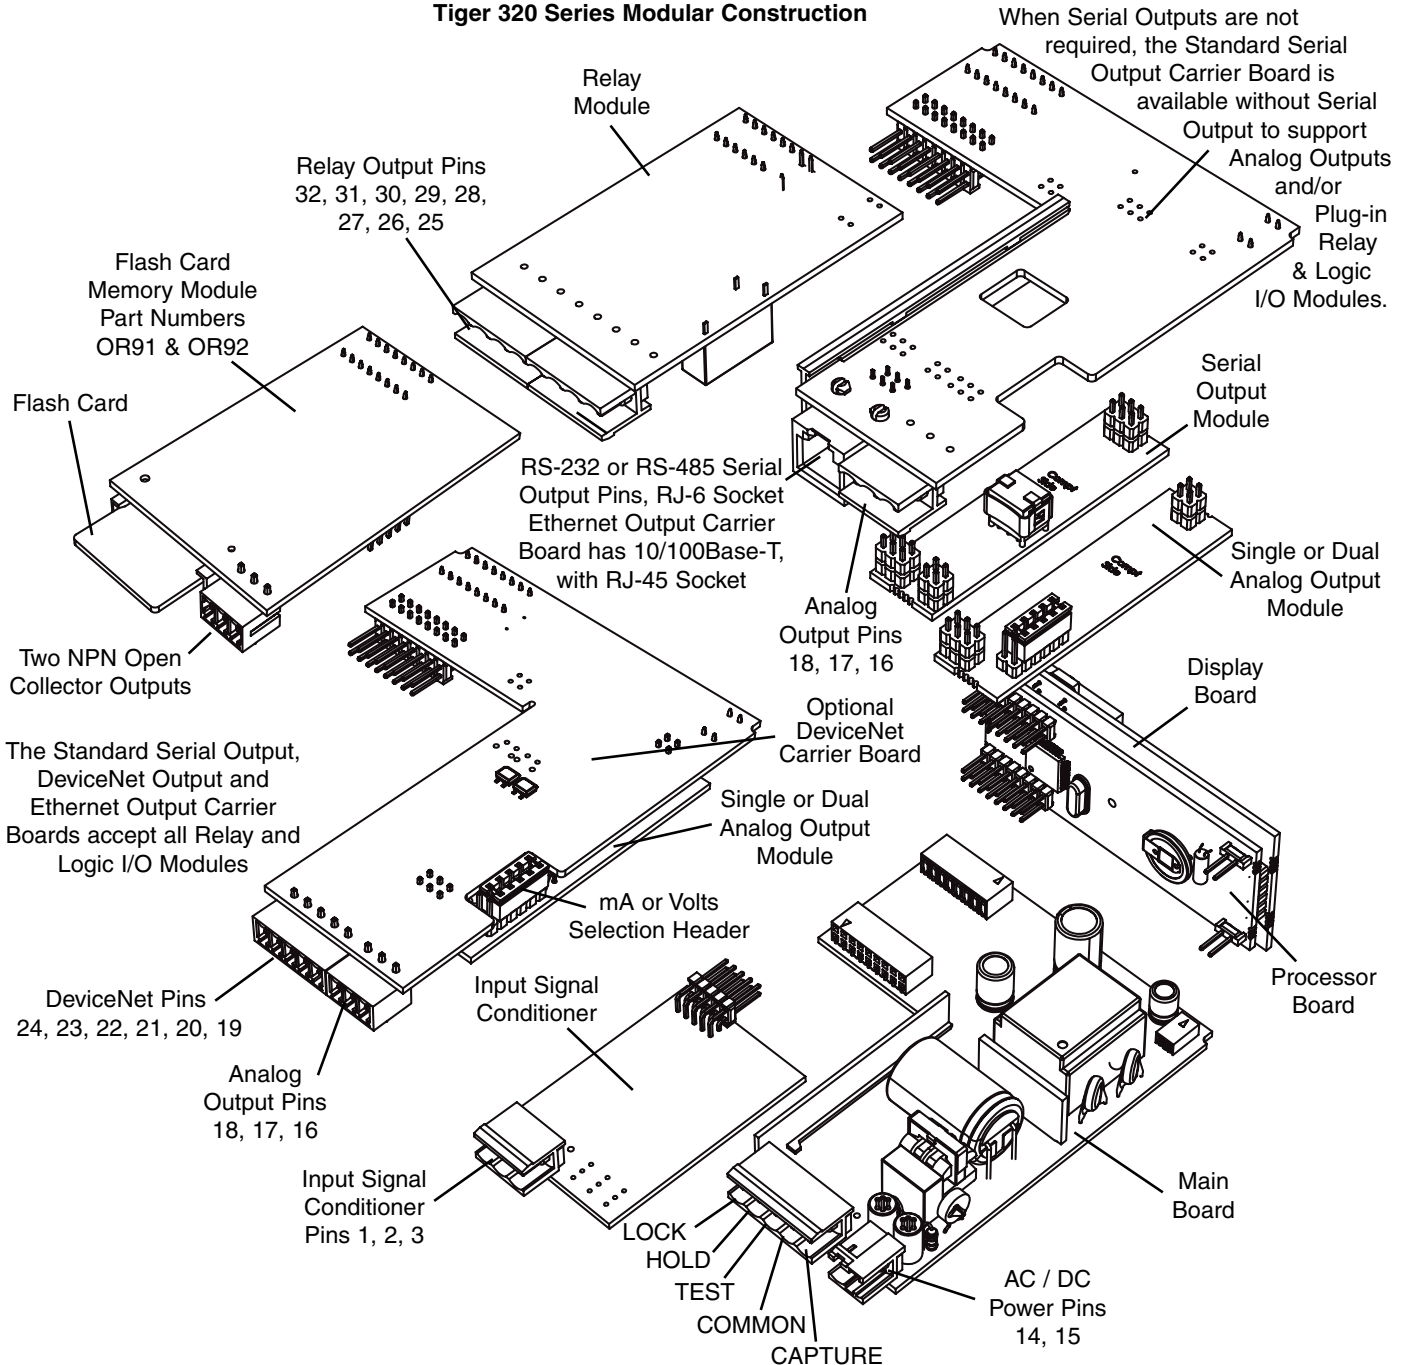 Tiger 320 Series Modular Construction
When Serial Outputs are not
required, the Standard Serial
Output Carrier Board is
available without Serial
Output to support
Analog Outputs
and/or
Plug-in
Relay
& Logic
I/O Modules.
Relay
Module
Relay Output Pins
32, 31, 30, 29, 28,
27, 26, 25
Flash Card
Memory Module
Part Numbers
OR91 & OR92
Flash Card
Serial
Output
Module
RS-232 or RS-485 Serial
Output Pins, RJ-6 Socket
Ethernet Output Carrier
Board has 10/100Base-T,
with RJ-45 Socket
Single or Dual
Analog Output
Module
Analog
Output Pins
18, 17, 16
Two NPN Open
Collector Outputs
Display
Board
Optional
DeviceNet
Carrier Board
The Standard Serial Output,
DeviceNet Output and
Ethernet Output Carrier
Boards accept all Relay and
Logic I/O Modules
Single or Dual
Analog Output
Module
mA or Volts
Selection Header
Processor
Board
DeviceNet Pins
24, 23, 22, 21, 20, 19
Input Signal
Conditioner
Analog
Output Pins
18, 17, 16
Input Signal
Conditioner
Pins 1, 2, 3
Main
Board
LOCK
HOLD
TEST
COMMON
CAPTURE
AC / DC
Power Pins
14, 15